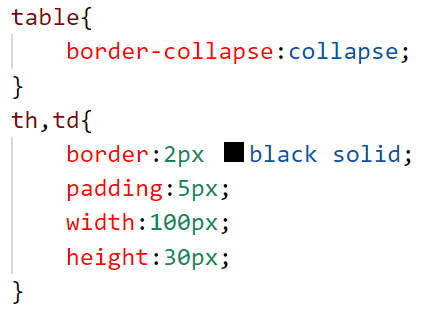 table{
border-collapse:collapse;
}
th,td{
border:2px black solid;
padding:5px;
width:100px;
height:30px;
}